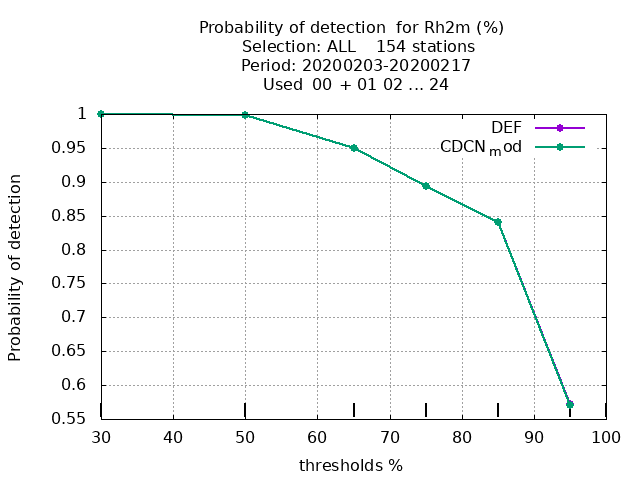 Probability of detection  for Rh2m (%)
Selection: ALL    154 stations
Period: 20200203-20200217
Used  00 + 01 02 ... 24
DEF
CDCNmod
1
0.95
0.9
0.85
0.8
0.75
0.7
0.65
0.6
0.55
Probability of detection
30 40 50 60 70 80 90 100
thresholds %